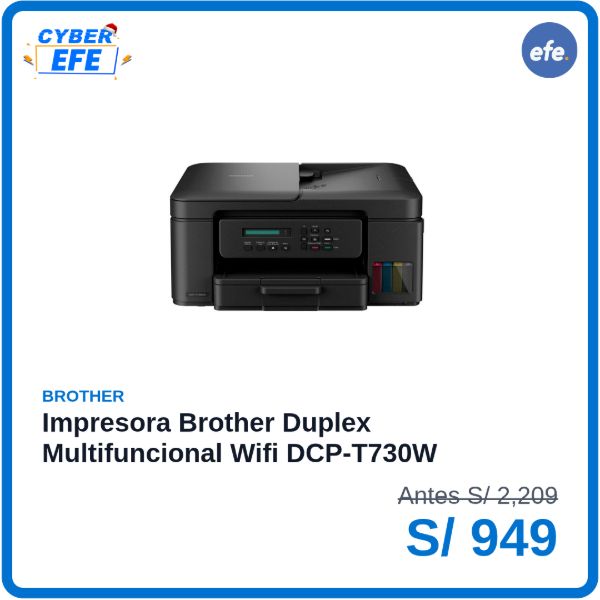 CYBER
EFE
efe.
BROTHER
Impresora Brother Duplex
Multifuncional Wifi DCP-T730W
Antes S/ 2,209
S/ 949